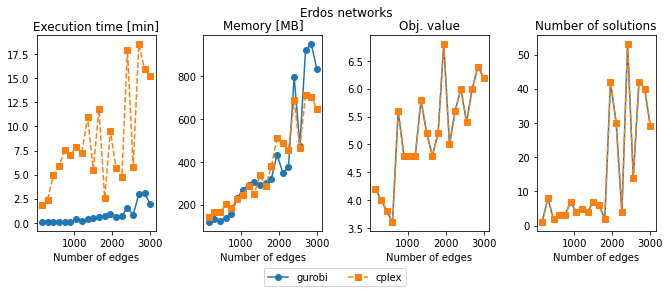 Erdos networks
Execution time [min]
Memory [MB]
Obj. value
Number of solutions
17.5
15.0
12.5
10.0
7.5
5.0
2.5
0.0
1000 2000 3000
Number of edges
800
600
400
200
1000 2000 3000
Number of edges
6.5
6.0
5.5
5.0
4.5
4.0
3.5
1000 2000 3000
Number of edges
50
40
30
20
10
0
1000 2000 3000
Number of edges
gurobi cplex